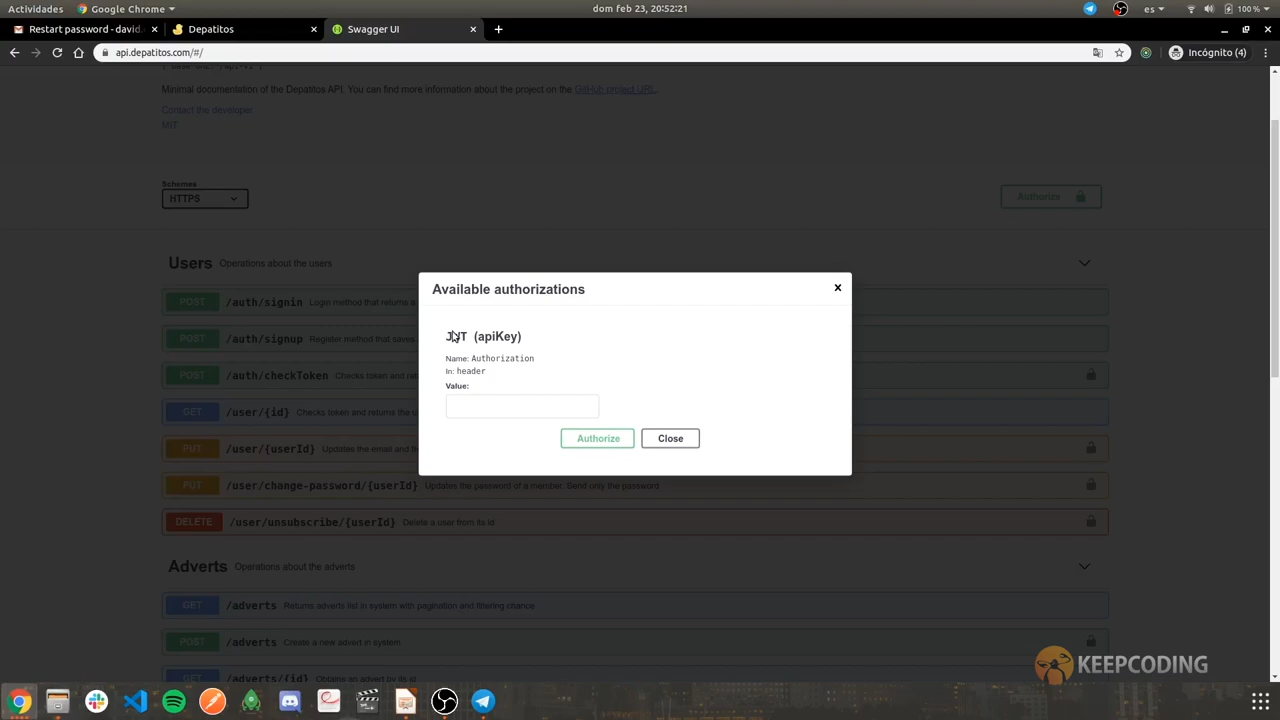 Actividades Google Chrome dom feb 23, 20:52:21 es 100 %
Restart password - david. Depatitos Swagger UI
api.depatitos.com/#/ Incógnito (4)
Minimal documentation of the Depatitos API. You can find more information about the project on the GitHub project URL.
Contact the developer
MIT
Schemes
HTTPS
Authorize
Users Operations about the users
Available authorizations
POST /auth/signin Login method that returns a
JWT (apiKey)
POST /auth/signup Register method that saves
Name: Authorization
In: header
POST /auth/checkToken Checks token and ret
Value:
GET /user/{id} Checks token and returns the u
Authorize Close
PUT /user/{userId} Updates the email and th
PUT /user/change-password/{userId} Updates the password of a member. Send only the password
DELETE /user/unsubscribe/{userId} Delete a user from its id
Adverts Operations about the adverts
GET /adverts Returns adverts list in system with pagination and filtering chance
POST /adverts Create a new advert in system
GET /adverts/{id} Obtains an advert by its id
KEEPCODING